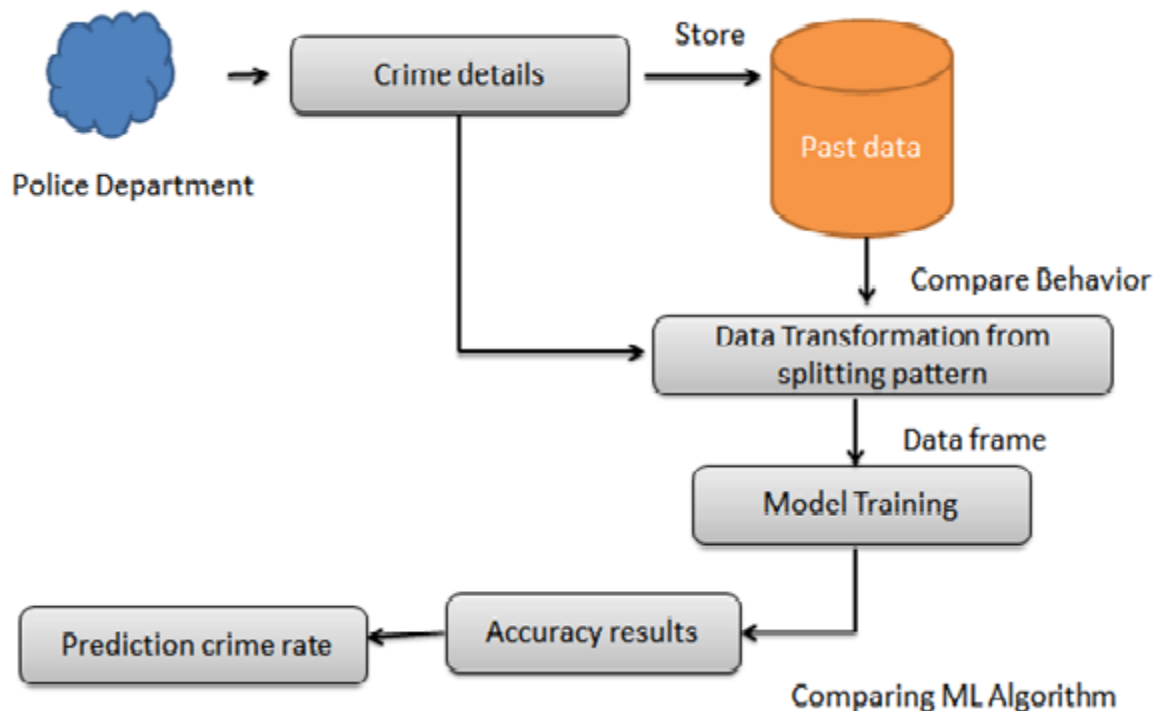 Store
Crime details
Past data
Police Department
Compare Behavior
Data Transformation from
splitting pattern
Data frame
Model Training
Accuracy results
Prediction crime rate
Comparing ML Algorithm